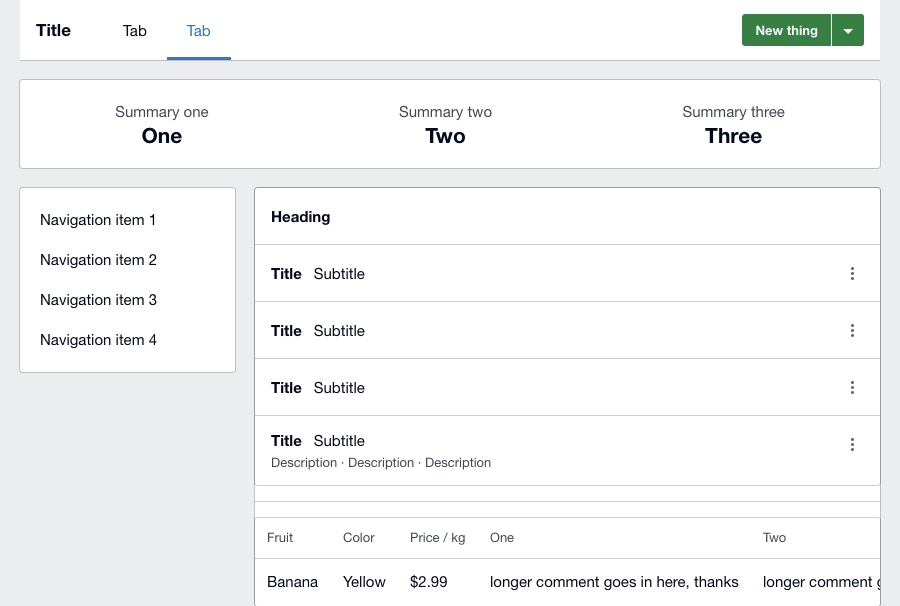 Title Tab Tab New thing
Summary one Summary two Summary three
One Two Three
Navigation item 1
Navigation item 2
Navigation item 3
Navigation item 4
Heading
Title Subtitle
Title Subtitle
Title Subtitle
Title Subtitle
Description · Description · Description
Fruit Color Price / kg One Two
Banana Yellow $2.99 longer comment goes in here, thanks longer comment